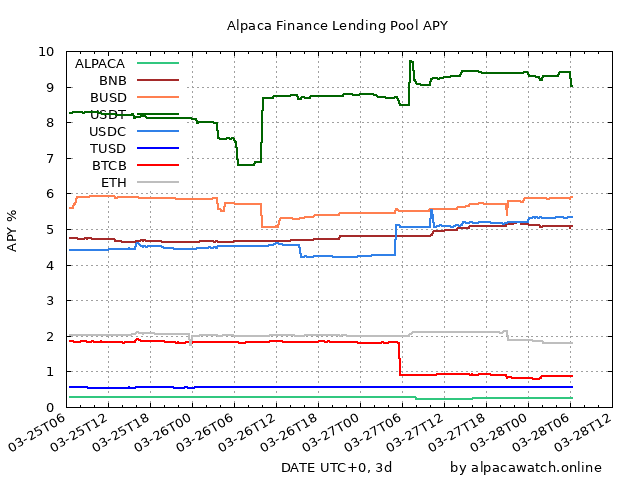 Alpaca Finance Lending Pool APY
APY %
10
9
8
7
6
5
4
3
2
1
0
ALPACA
BNB
BUSD
USDT
USDC
TUSD
BTCB
ETH
03-25T06
03-25T12
03-25T18
03-26T00
03-26T06
03-26T12
03-26T18
03-27T00
03-27T06
03-27T12
03-27T18
03-28T00
03-28T06
03-28T12
DATE UTC+0, 3d
by alpacawatch.online